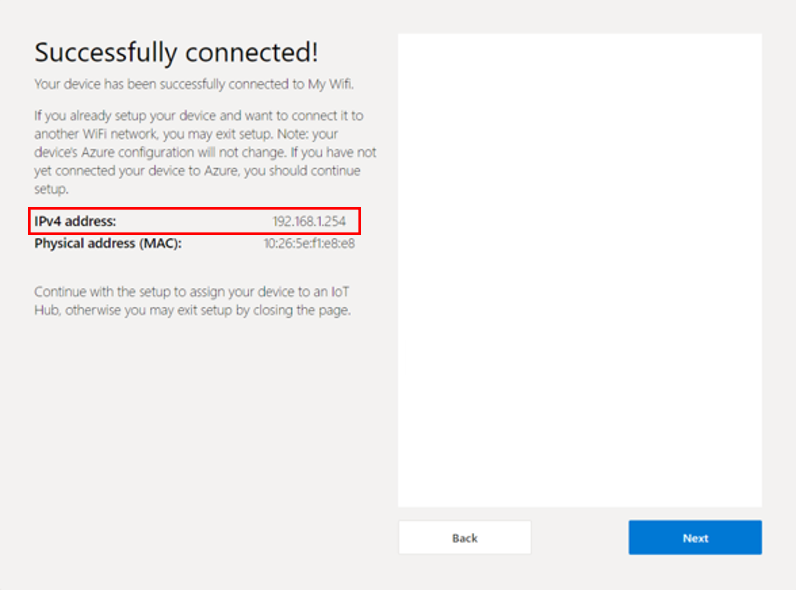 Successfully connected!
Your device has been successfully connected to My Wifi.
If you already setup your device and want to connect it to
another WiFi network, you may exit setup. Note: your
device's Azure configuration will not change. If you have not
yet connected your device to Azure, you should continue
setup.
IPv4 address: 192.168.1.254
Physical address (MAC): 10:26:5e:f1:e8:e8
Continue with the setup to assign your device to an IoT
Hub, otherwise you may exit setup by closing the page.
Back
Next